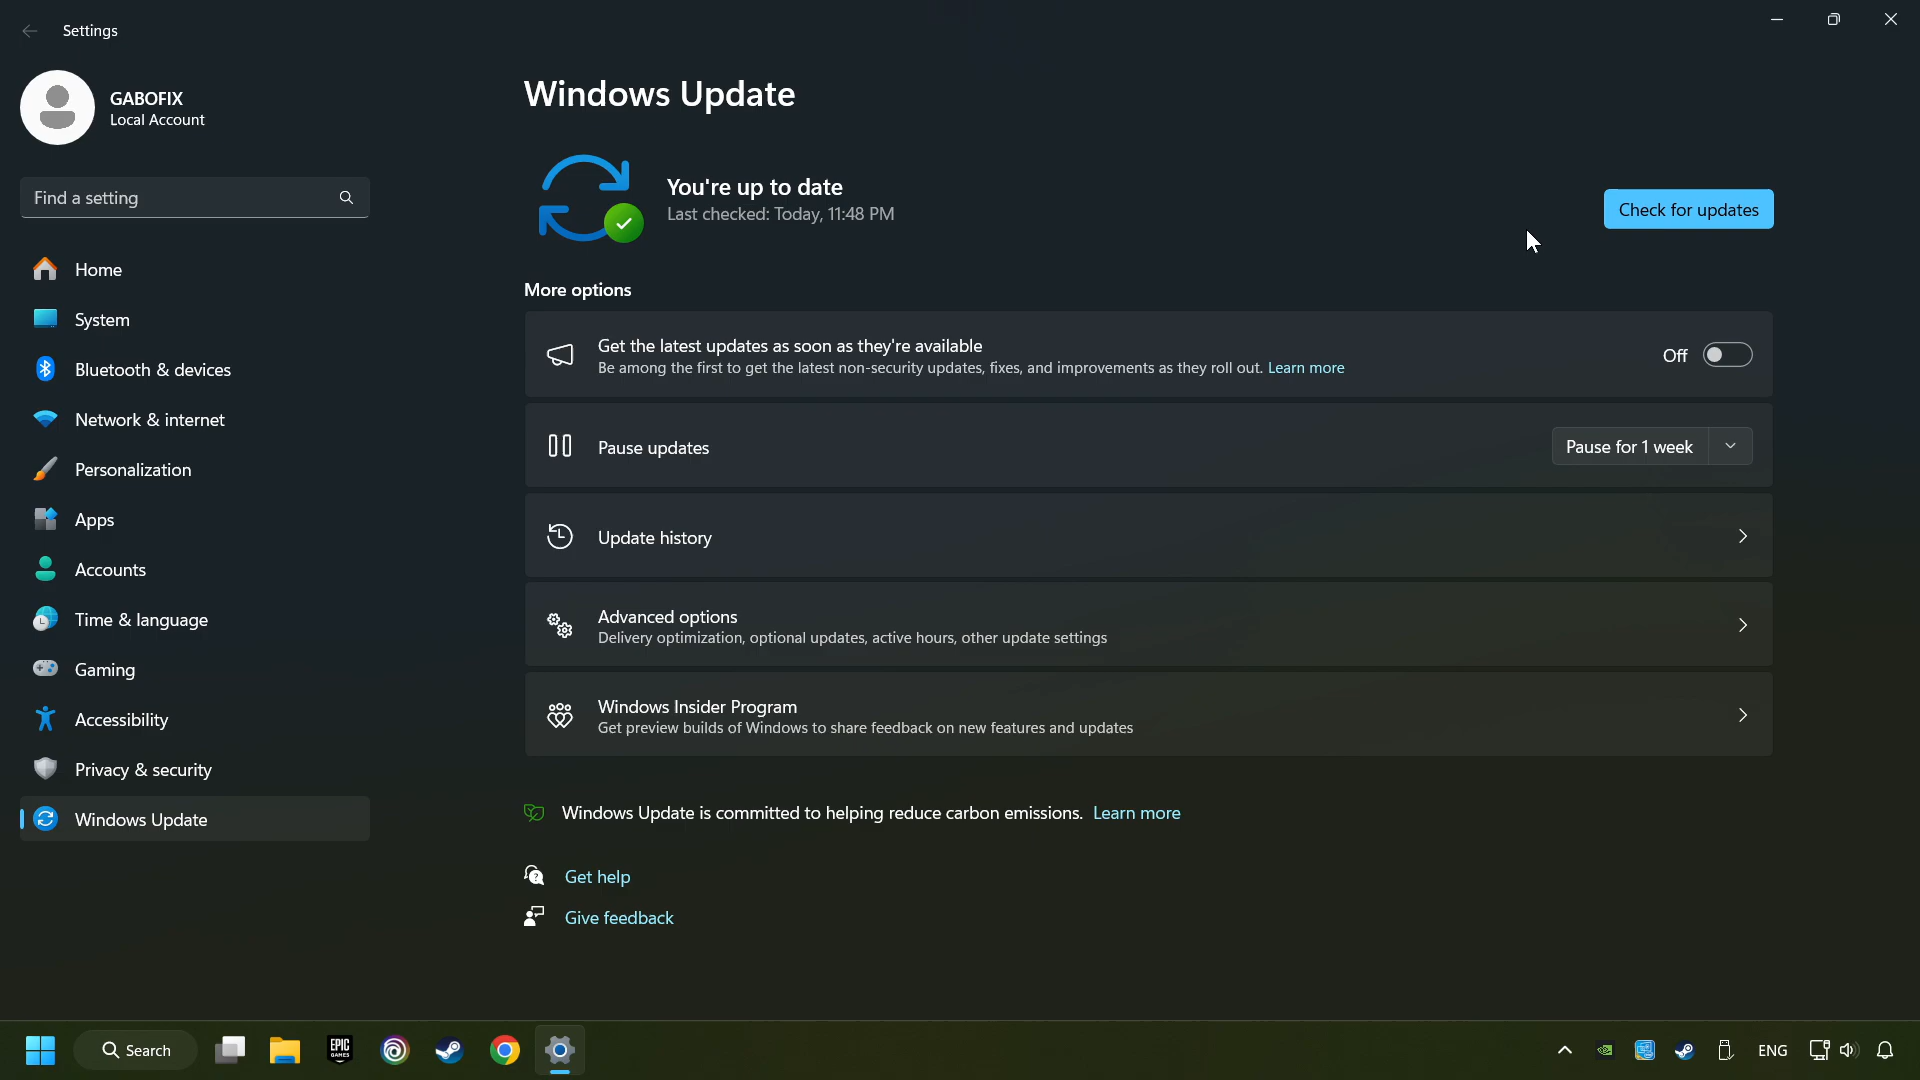 Settings
GABOFIX
Local Account
Find a setting
Home
System
Bluetooth & devices
Network & internet
Personalization
Apps
Accounts
Time & language
Gaming
Accessibility
Privacy & security
Windows Update
Windows Update
You're up to date
Last checked: Today, 11:48 PM
Check for updates
More options
Get the latest updates as soon as they're available
Be among the first to get the latest non-security updates, fixes, and improvements as they roll out. Learn more
Off
Pause updates
Pause for 1 week
Update history
Advanced options
Delivery optimization, optional updates, active hours, other update settings
Windows Insider Program
Get preview builds of Windows to share feedback on new features and updates
Windows Update is committed to helping reduce carbon emissions. Learn more
Get help
Give feedback
Search
EPIC
GAMES
ENG